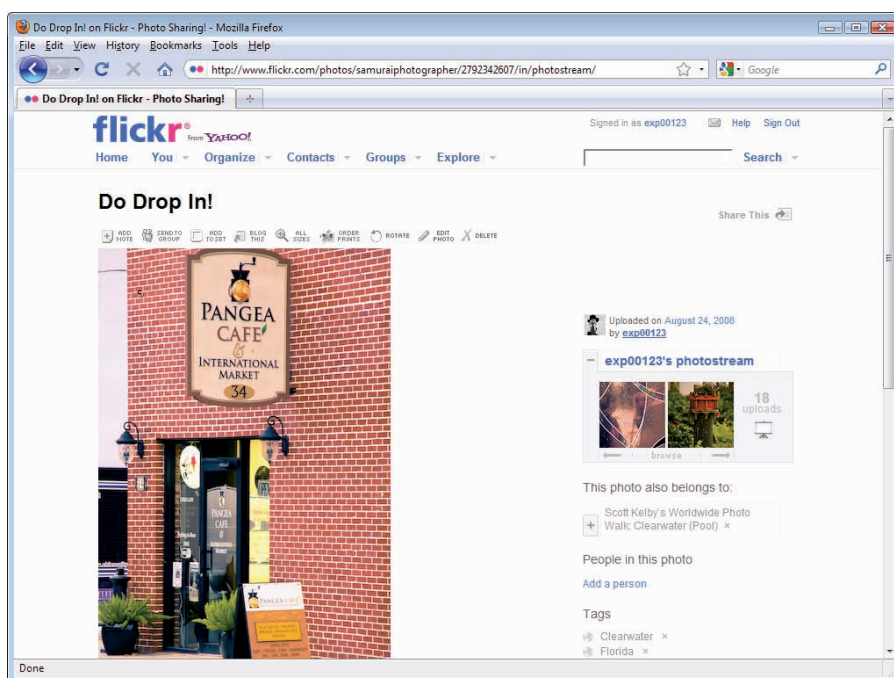 Do Drop In! on Flickr - Photo Sharing! - Mozilla Firefox
File Edit View History Bookmarks Tools Help
http://www.flickr.com/photos/samuraiphotographer/2792342607/in/photostream/
Google
Do Drop In! on Flickr - Photo Sharing!
flickr® from YAHOO!
Signed in as exp00123 Help Sign Out
Home You Organize Contacts Groups Explore Search
Do Drop In!
Share This
ADD NOTE SEND TO GROUP ADD TO SET BLOG THIS ALL SIZES ORDER PRINTS ROTATE EDIT PHOTO DELETE
PANGEA
CAFÉ
&
INTERNATIONAL
MARKET
34
PANGEA
CAFÉ
&
PANGEA CAFÉ
Uploaded on August 24, 2008
by exp00123
exp00123's photostream
18
uploads
browse
This photo also belongs to:
Scott Kelby's Worldwide Photo
Walk: Clearwater (Pool) ×
People in this photo
Add a person
Tags
Clearwater ×
Florida ×
Done